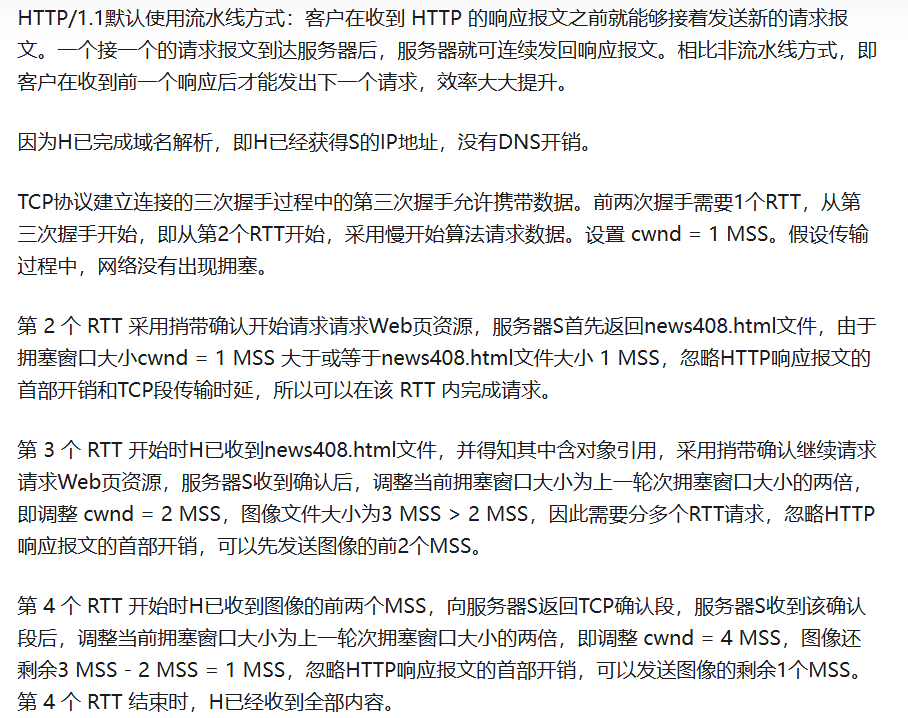 HTTP/1.1默认使用流水线方式：客户在收到 HTTP 的响应报文之前就能够接着发送新的请求报
文。一个接一个的请求报文到达服务器后，服务器就可连续发回响应报文。相比非流水线方式，即
客户在收到前一个响应后才能发出下一个请求，效率大大提升。
因为H已完成域名解析，即H已经获得S的IP地址，没有DNS开销。
TCP协议建立连接的三次握手过程中的第三次握手允许携带数据。前两次握手需要1个RTT，从第
三次握手开始，即从第2个RTT开始，采用慢开始算法请求数据。设置 cwnd = 1 MSS。假设传输
过程中，网络没有出现拥塞。
第 2 个 RTT 采用捎带确认开始请求请求Web页资源，服务器S首先返回news408.html文件，由于
拥塞窗口大小cwnd = 1 MSS 大于或等于news408.html文件大小 1 MSS，忽略HTTP响应报文的
首部开销和TCP段传输时延，所以可以在该 RTT 内完成请求。
第 3 个 RTT 开始时H已收到news408.html文件，并得知其中含对象引用，采用捎带确认继续请求
请求Web页资源，服务器S收到确认后，调整当前拥塞窗口大小为上一轮次拥塞窗口大小的两倍，
即调整 cwnd = 2 MSS，图像文件大小为3 MSS > 2 MSS，因此需要分多个RTT请求，忽略HTTP
响应报文的首部开销，可以先发送图像的前2个MSS。
第 4 个 RTT 开始时H已收到图像的前两个MSS，向服务器S返回TCP确认段，服务器S收到该确认
段后，调整当前拥塞窗口大小为上一轮次拥塞窗口大小的两倍，即调整 cwnd = 4 MSS，图像还
剩余3 MSS - 2 MSS = 1 MSS，忽略HTTP响应报文的首部开销，可以发送图像的剩余1个MSS。
第 4 个 RTT 结束时，H已经收到全部内容。